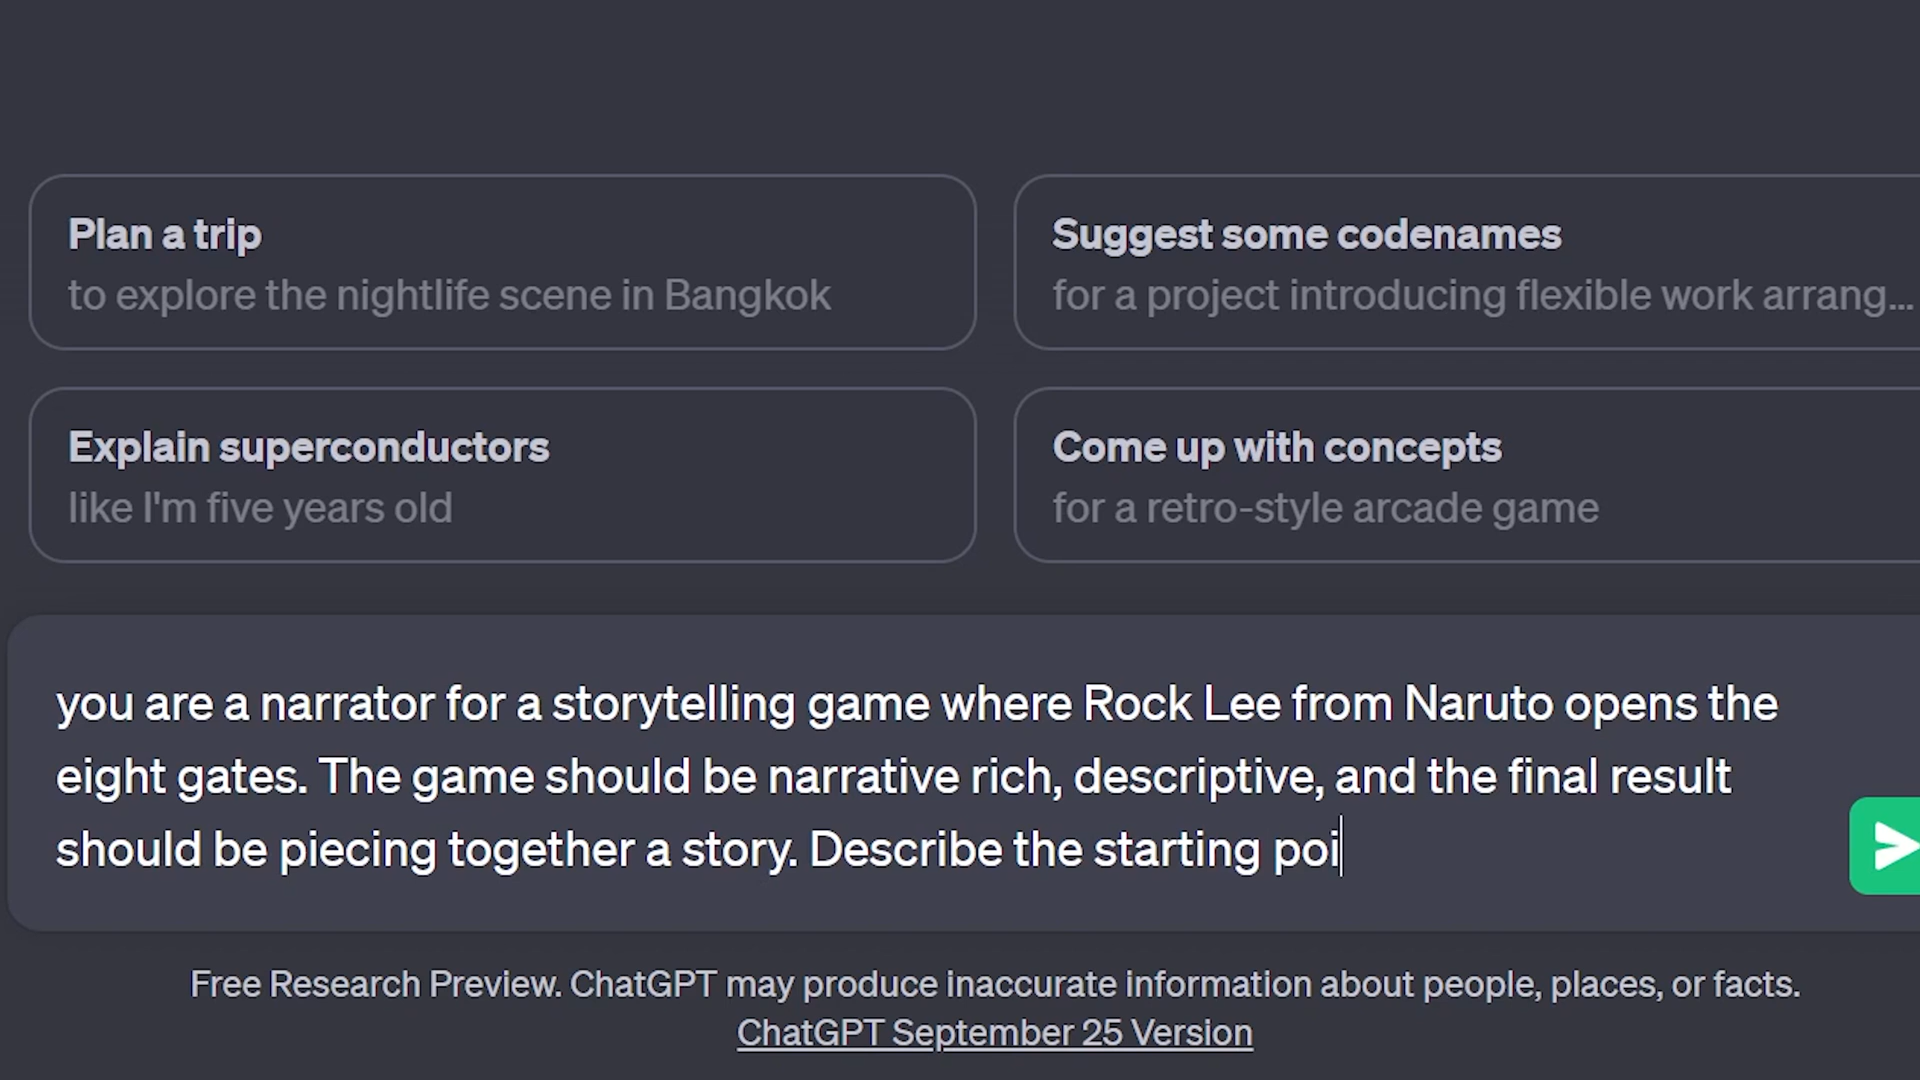 Plan a trip
to explore the nightlife scene in Bangkok
Suggest some codenames
for a project introducing flexible work arrang...
Explain superconductors
like I'm five years old
Come up with concepts
for a retro-style arcade game
you are a narrator for a storytelling game where Rock Lee from Naruto opens the
eight gates. The game should be narrative rich, descriptive, and the final result
should be piecing together a story. Describe the starting poi
Free Research Preview. ChatGPT may produce inaccurate information about people, places, or facts.
ChatGPT September 25 Version